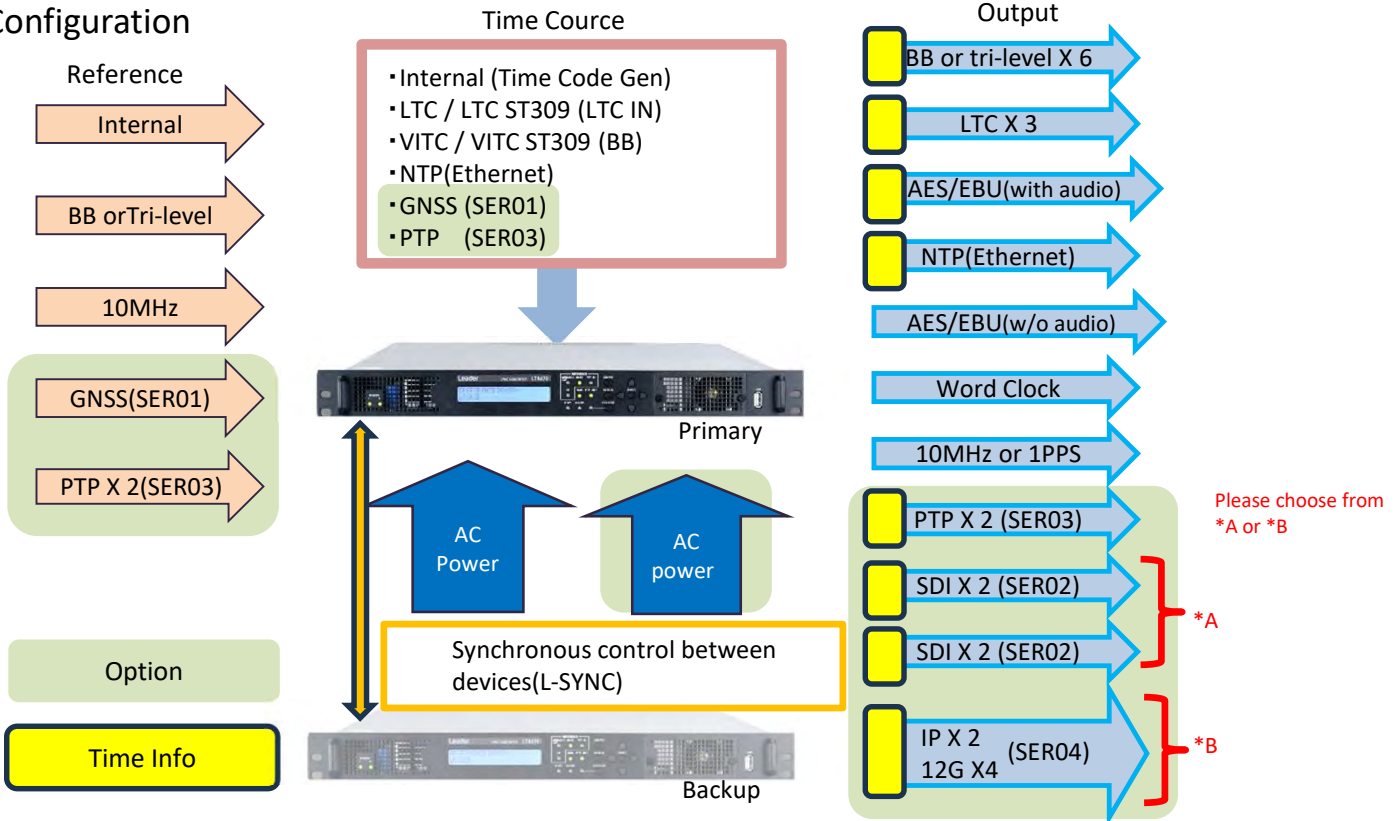 Configuration
Reference
Internal
BB orTri-level
10MHz
GNSS(SER01)
PTP X 2(SER03)
Option
Time Info
Time Cource
・Internal (Time Code Gen)
・LTC / LTC ST309 (LTC IN)
・VITC / VITC ST309 (BB)
・NTP(Ethernet)
・GNSS (SER01)
・PTP (SER03)
Leader
Primary
AC
Power
AC
power
Synchronous control between
devices(L-SYNC)
Leader
Backup
Output
BB or tri-level X 6
LTC X 3
AES/EBU(with audio)
NTP(Ethernet)
AES/EBU(w/o audio)
Word Clock
10MHz or 1PPS
PTP X 2 (SER03)
SDI X 2 (SER02)
SDI X 2 (SER02)
IP X 2
12G X4
(SER04)
Please choose from
*A or *B
*A
*B